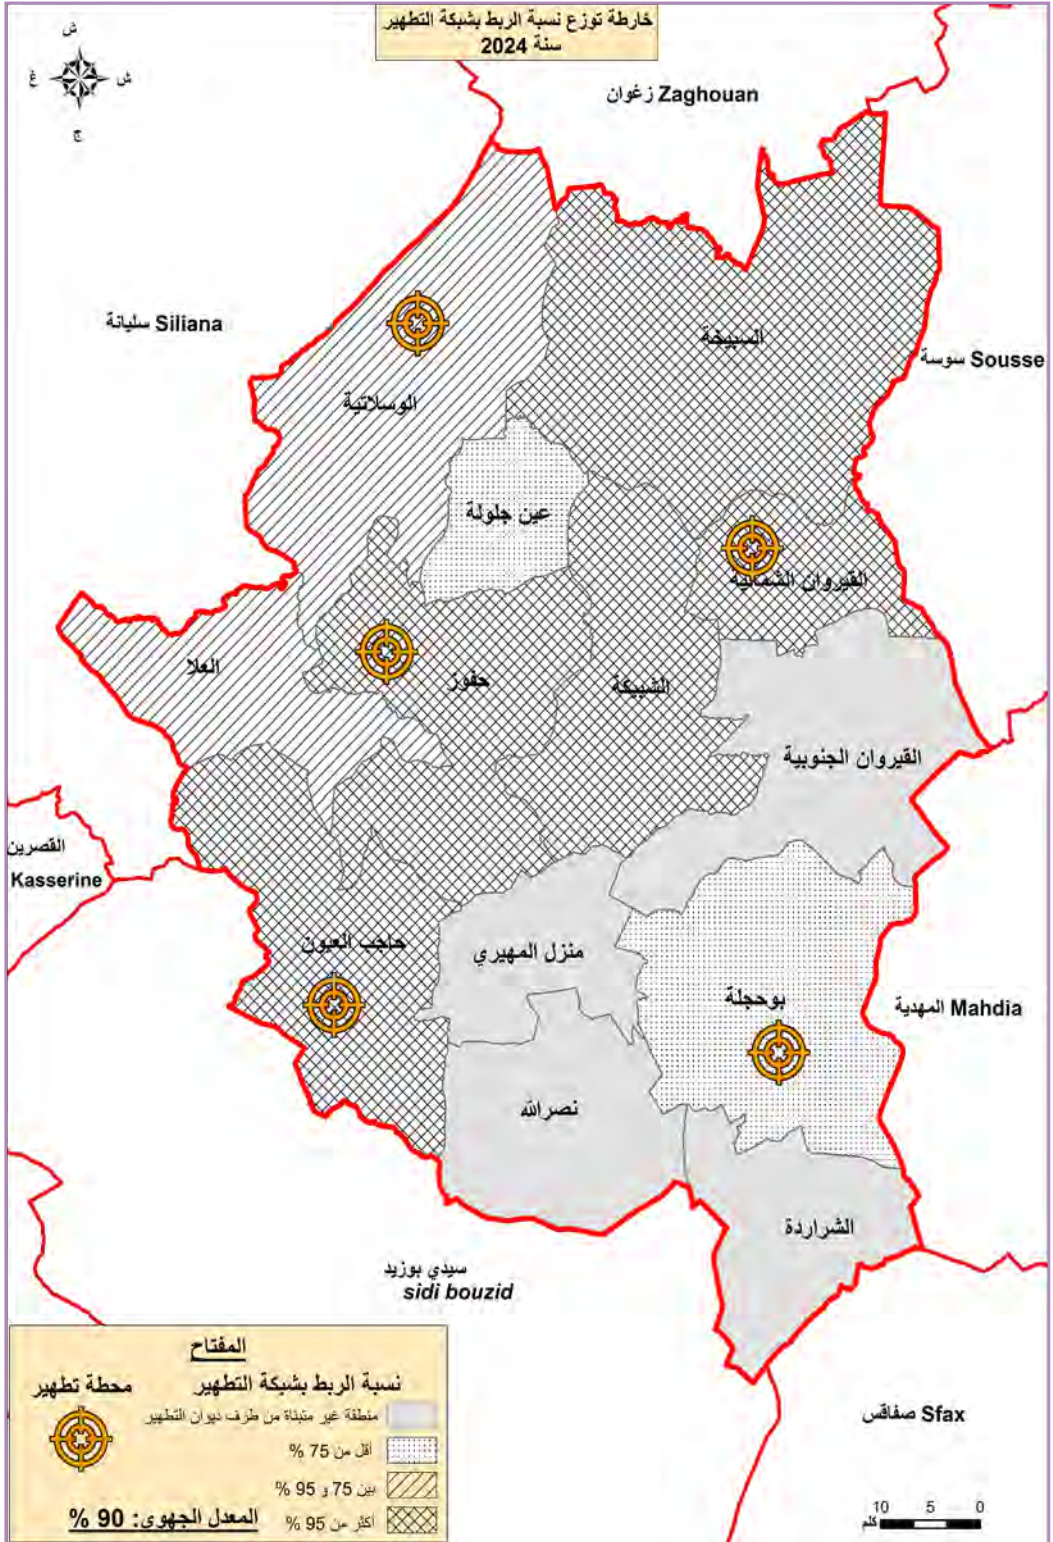 خارطة توزع نسبة الربط بشبكة التطهير
سنة 2024
ش
غ
ش
ج
زغوان Zaghouan
سليانة Siliana
السبيخة
سوسة Sousse
الوسلاتية
عين جلولة
القيروان الشمالية
العلا
حفوز
الشبيكة
القيروان الجنوبية
القصرين
Kasserine
حاجب العيون
منزل المهيري
بوحجلة
المهدية Mahdia
نصرالله
الشراردة
سيدي بوزيد
sidi bouzid
صفاقس Sfax
المفتاح
نسبة الربط بشبكة التطهير
محطة تطهير
منطقة غير متبناة من طرف ديوان التطهير
أقل من 75 %
بين 75 و 95 %
أكثر من 95 %
المعدل الجهوي: 90 %
10 5 0
كلم